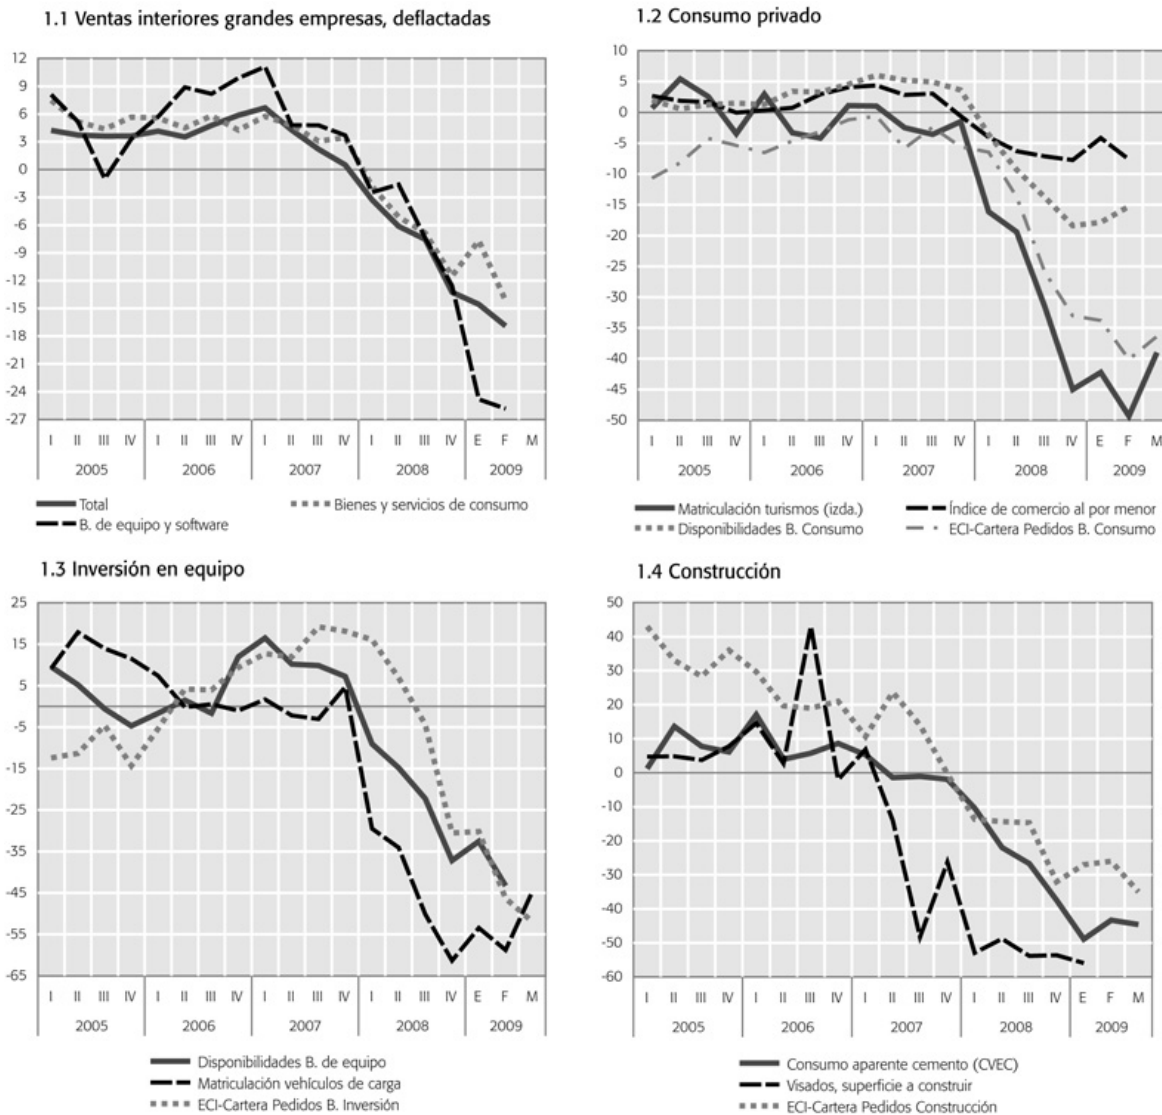 1.1 Ventas interiores grandes empresas, deflactadas
12
9
6
3
0
-3
-6
-9
-12
-15
-18
-21
-24
-27
I II III IV I II III IV I II III IV I II III IV E F M
2005 2006 2007 2008 2009
Total
Bienes y servicios de consumo
B. de equipo y software
1.2 Consumo privado
10
5
0
-5
-10
-15
-20
-25
-30
-35
-40
-45
-50
I II III IV I II III IV I II III IV I II III IV E F M
2005 2006 2007 2008 2009
Matriculación turismos (izda.)
Índice de comercio al por menor
Disponibilidades B. Consumo
ECI-Cartera Pedidos B. Consumo
1.3 Inversión en equipo
25
15
5
-5
-15
-25
-35
-45
-55
-65
I II III IV I II III IV I II III IV I II III IV E F M
2005 2006 2007 2008 2009
Disponibilidades B. de equipo
Matriculación vehículos de carga
ECI-Cartera Pedidos B. Inversión
1.4 Construcción
50
40
30
20
10
0
-10
-20
-30
-40
-50
-60
I II III IV I II III IV I II III IV I II III IV E F M
2005 2006 2007 2008 2009
Consumo aparente cemento (CVEC)
Visados, superficie a construir
ECI-Cartera Pedidos Construcción